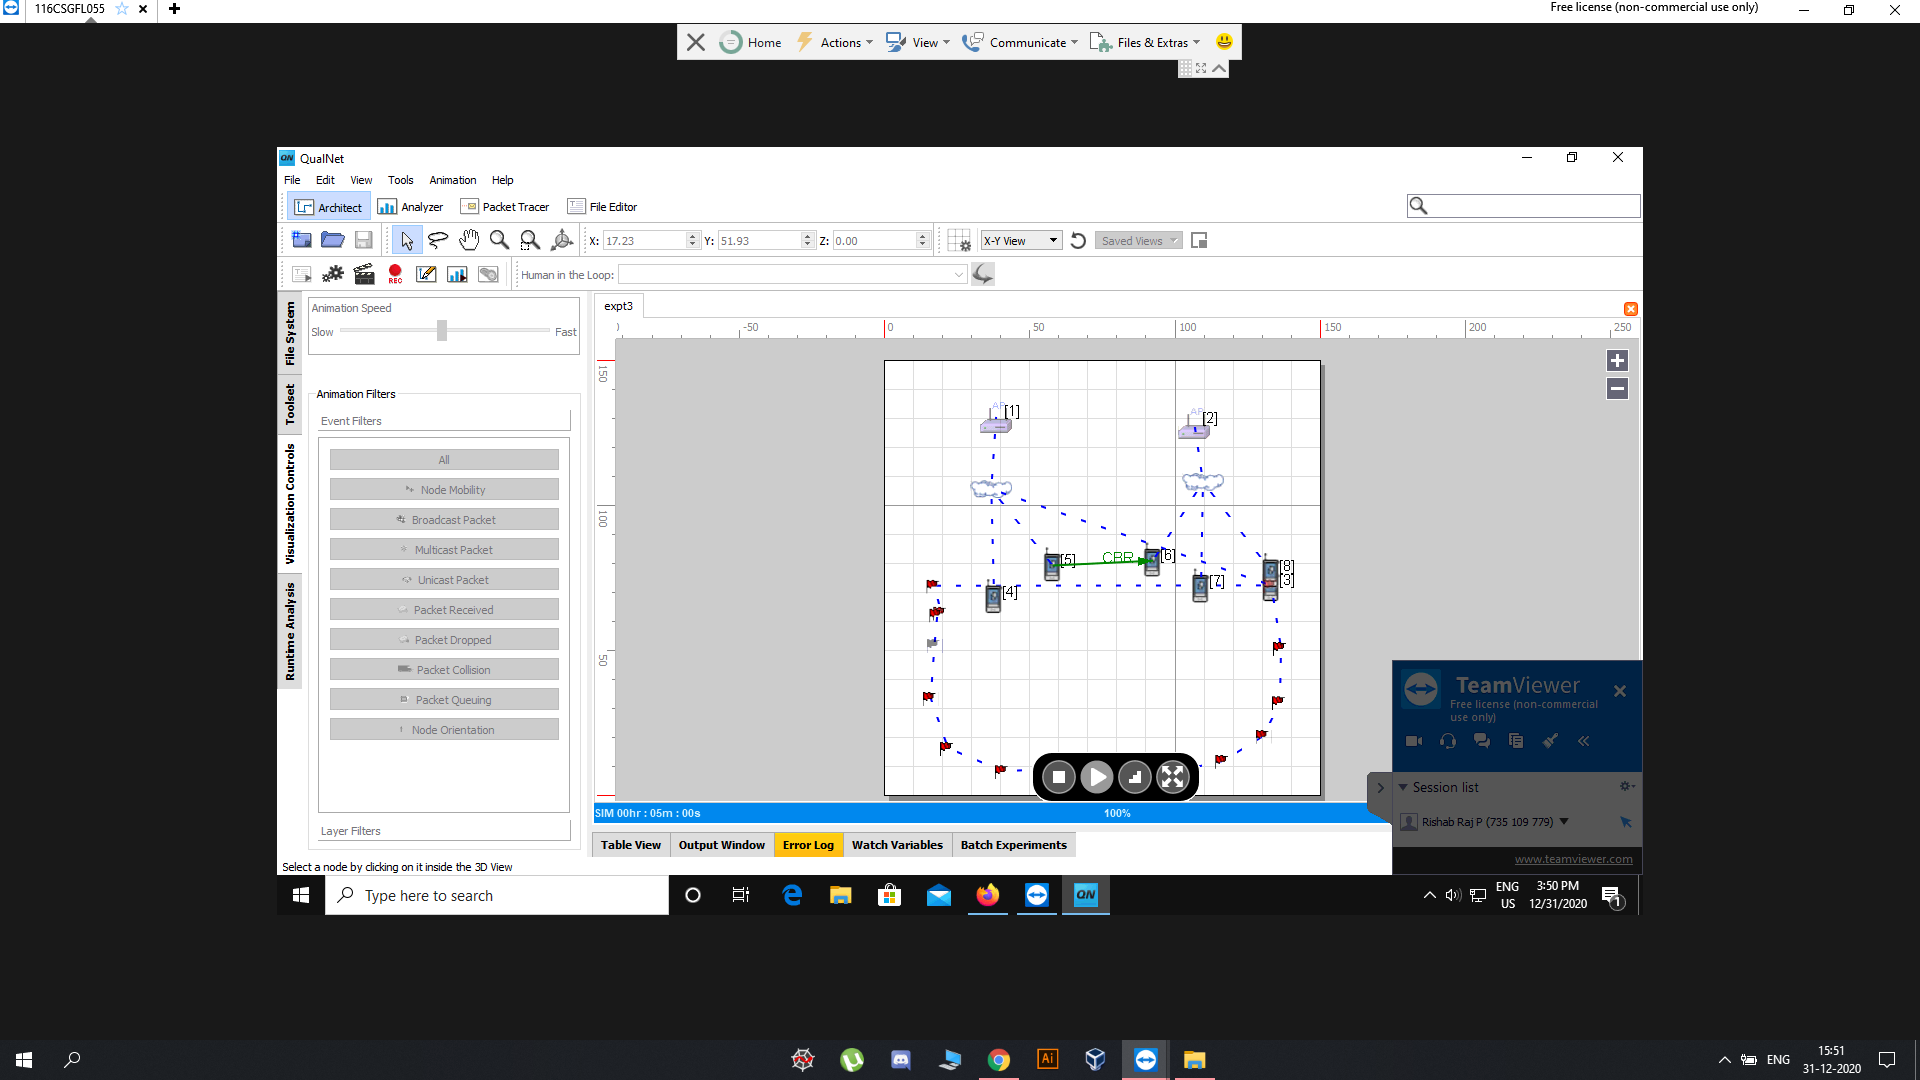 116CSGFL055
Free license (non-commercial use only)
Home
Actions
View
Communicate
Files & Extras
QN QualNet
File Edit View Tools Animation Help
Architect Analyzer Packet Tracer File Editor
X: 17.23 Y: 51.93 Z: 0.00 X-Y View Saved Views
REC
Human in the Loop:
File System
Toolset
Visualization Controls
Runtime Analysis
Animation Speed
Slow Fast
Animation Filters
Event Filters
All
Node Mobility
Broadcast Packet
Multicast Packet
Unicast Packet
Packet Received
Packet Dropped
Packet Collision
Packet Queuing
Node Orientation
Layer Filters
expt3
-50 0 50 100 150 200 250
150
100
50
AP [1]
AP [2]
[5] CBR [6]
[8]
[7] [3]
[4]
SIM 00hr : 05m : 00s 100%
Table View Output Window Error Log Watch Variables Batch Experiments
Select a node by clicking on it inside the 3D View
TeamViewer
Free license (non-commercial
use only)
Session list
Rishab Raj P (735 109 779)
www.teamviewer.com
Type here to search
QN
ENG
US
3:50 PM
12/31/2020
1
Ai
ENG
15:51
31-12-2020